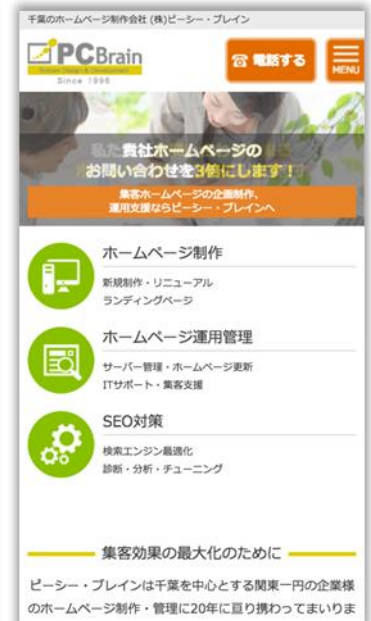 千葉のホームページ制作会社 (株)ピーシー・ブレイン
PCBrain
Since 1996
電話する
MENU
貴社ホームページの
お問い合わせを3倍にします！
集客ホームページの企画制作、
運用支援ならピーシー・ブレインへ
ホームページ制作
新規制作・リニューアル
ランディングページ
ホームページ運用管理
サーバー管理・ホームページ更新
ITサポート・集客支援
SEO対策
検索エンジン最適化
診断・分析・チューニング
集客効果の最大化のために
ピーシー・ブレインは千葉を中心とする関東一円の企業様
のホームページ制作・管理に20年に亘り携わってまいりま